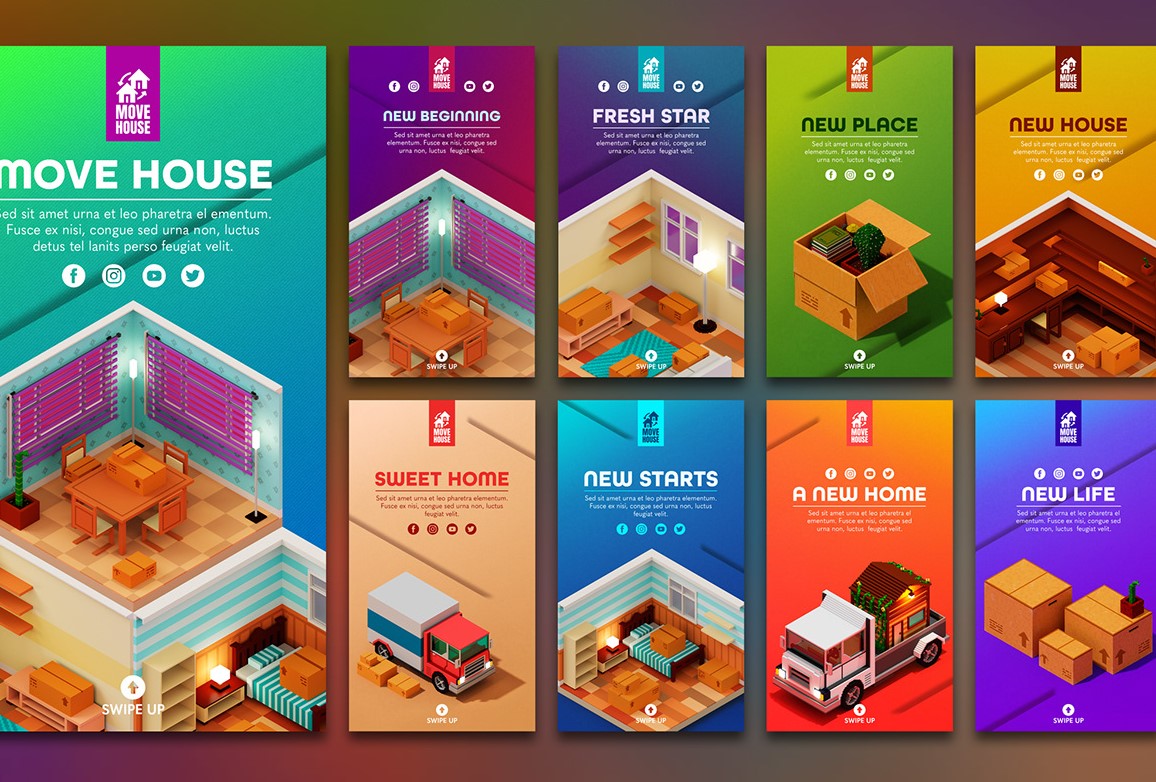 MOVE
HOUSE
MOVE HOUSE
Sed sit amet urna et leo pharetra el ementum.
Fusce ex nisi, congue sed urna non, luctus
detus tel lanits perso feugiat velit.
SWIPE UP
MOVE
HOUSE
NEW BEGINNING
Sed sit amet urna et leo pharetra
elementum. Fusce ex nisi, congue sed
urna non, luctus feugiat velit.
SWIPE UP
MOVE
HOUSE
FRESH STAR
Sed sit amet urna et leo pharetra
elementum. Fusce ex nisi, congue sed
urna non, luctus feugiat velit.
SWIPE UP
MOVE
HOUSE
NEW PLACE
Sed sit amet urna et leo pharetra
elementum. Fusce ex nisi, congue sed
urna non, luctus feugiat velit.
SWIPE UP
MOVE
HOUSE
NEW HOUSE
Sed sit amet urna et leo pharetra
elementum. Fusce ex nisi, congue sed
urna non, luctus feugiat velit.
SWIPE UP
MOVE
HOUSE
SWEET HOME
Sed sit amet urna et leo pharetra elementum.
Fusce ex nisi, congue sed urna non, luctus
feugiat velit.
SWIPE UP
MOVE
HOUSE
NEW STARTS
Sed sit amet urna et leo pharetra elementum.
Fusce ex nisi, congue sed urna non, luctus
feugiat velit.
SWIPE UP
MOVE
HOUSE
A NEW HOME
Sed sit amet urna et leo pharetra el
ementum. Fusce ex nisi, congue sed
urna non, luctus feugiat velit.
SWIPE UP
MOVE
HOUSE
NEW LIFE
Sed sit amet urna et leo pharetra el
ementum. Fusce ex nisi, congue sed
urna non, luctus feugiat velit.
SWIPE UP